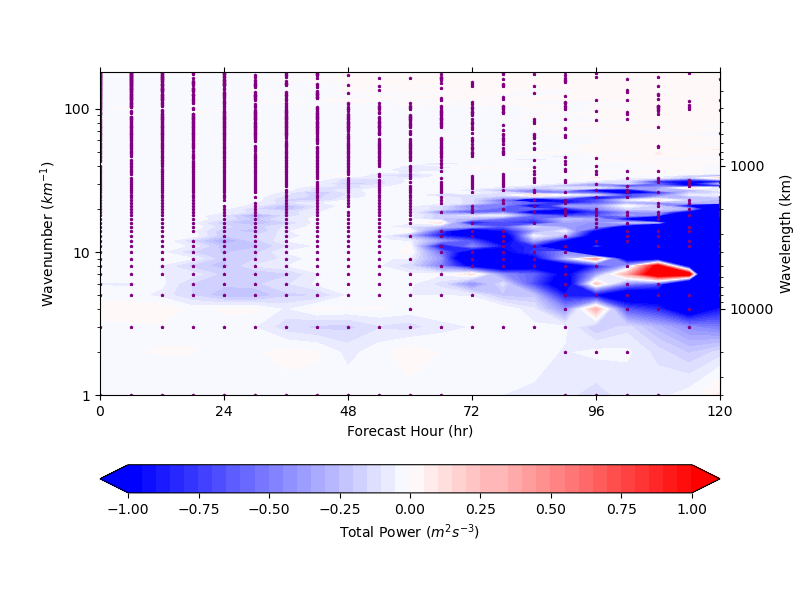 100
10
1
Wavenumber (km⁻¹)
1000
10000
Wavelength (km)
0 24 48 72 96 120
Forecast Hour (hr)
−1.00 −0.75 −0.50 −0.25 0.00 0.25 0.50 0.75 1.00
Total Power (m²s⁻³)